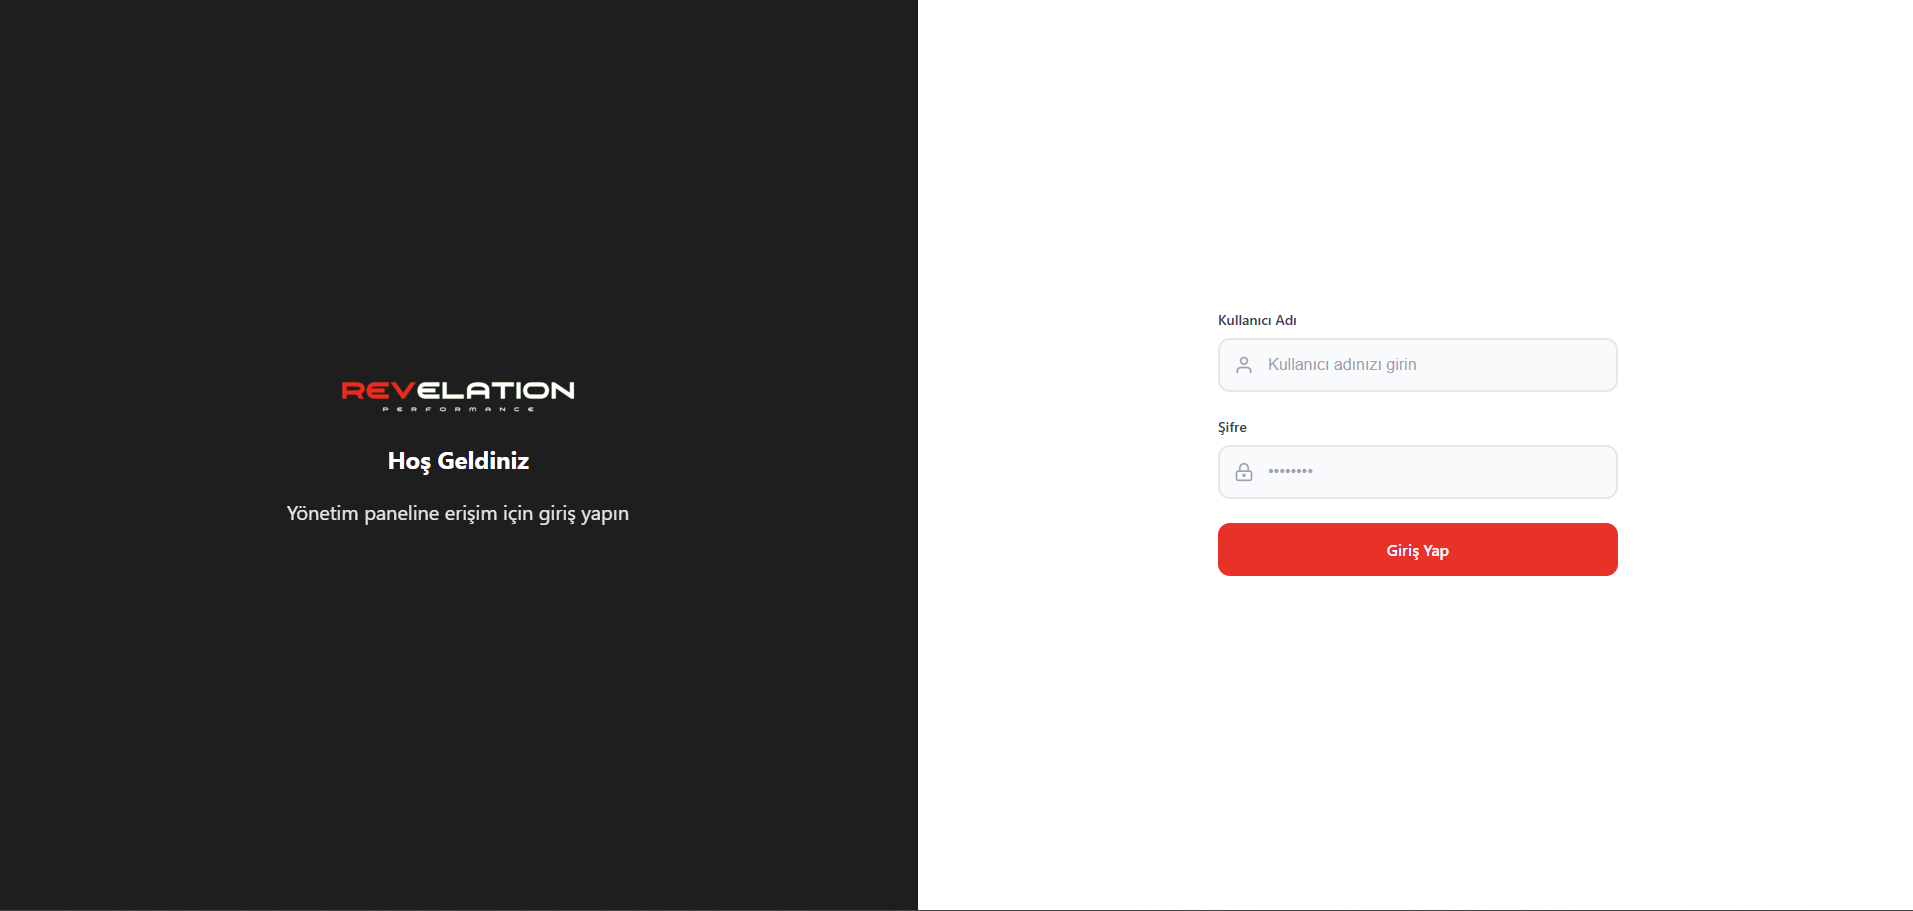 REVELATION
PERFORMANCE
Hoş Geldiniz
Yönetim paneline erişim için giriş yapın
Kullanıcı Adı
Kullanıcı adınızı girin
Şifre
••••••••
Giriş Yap